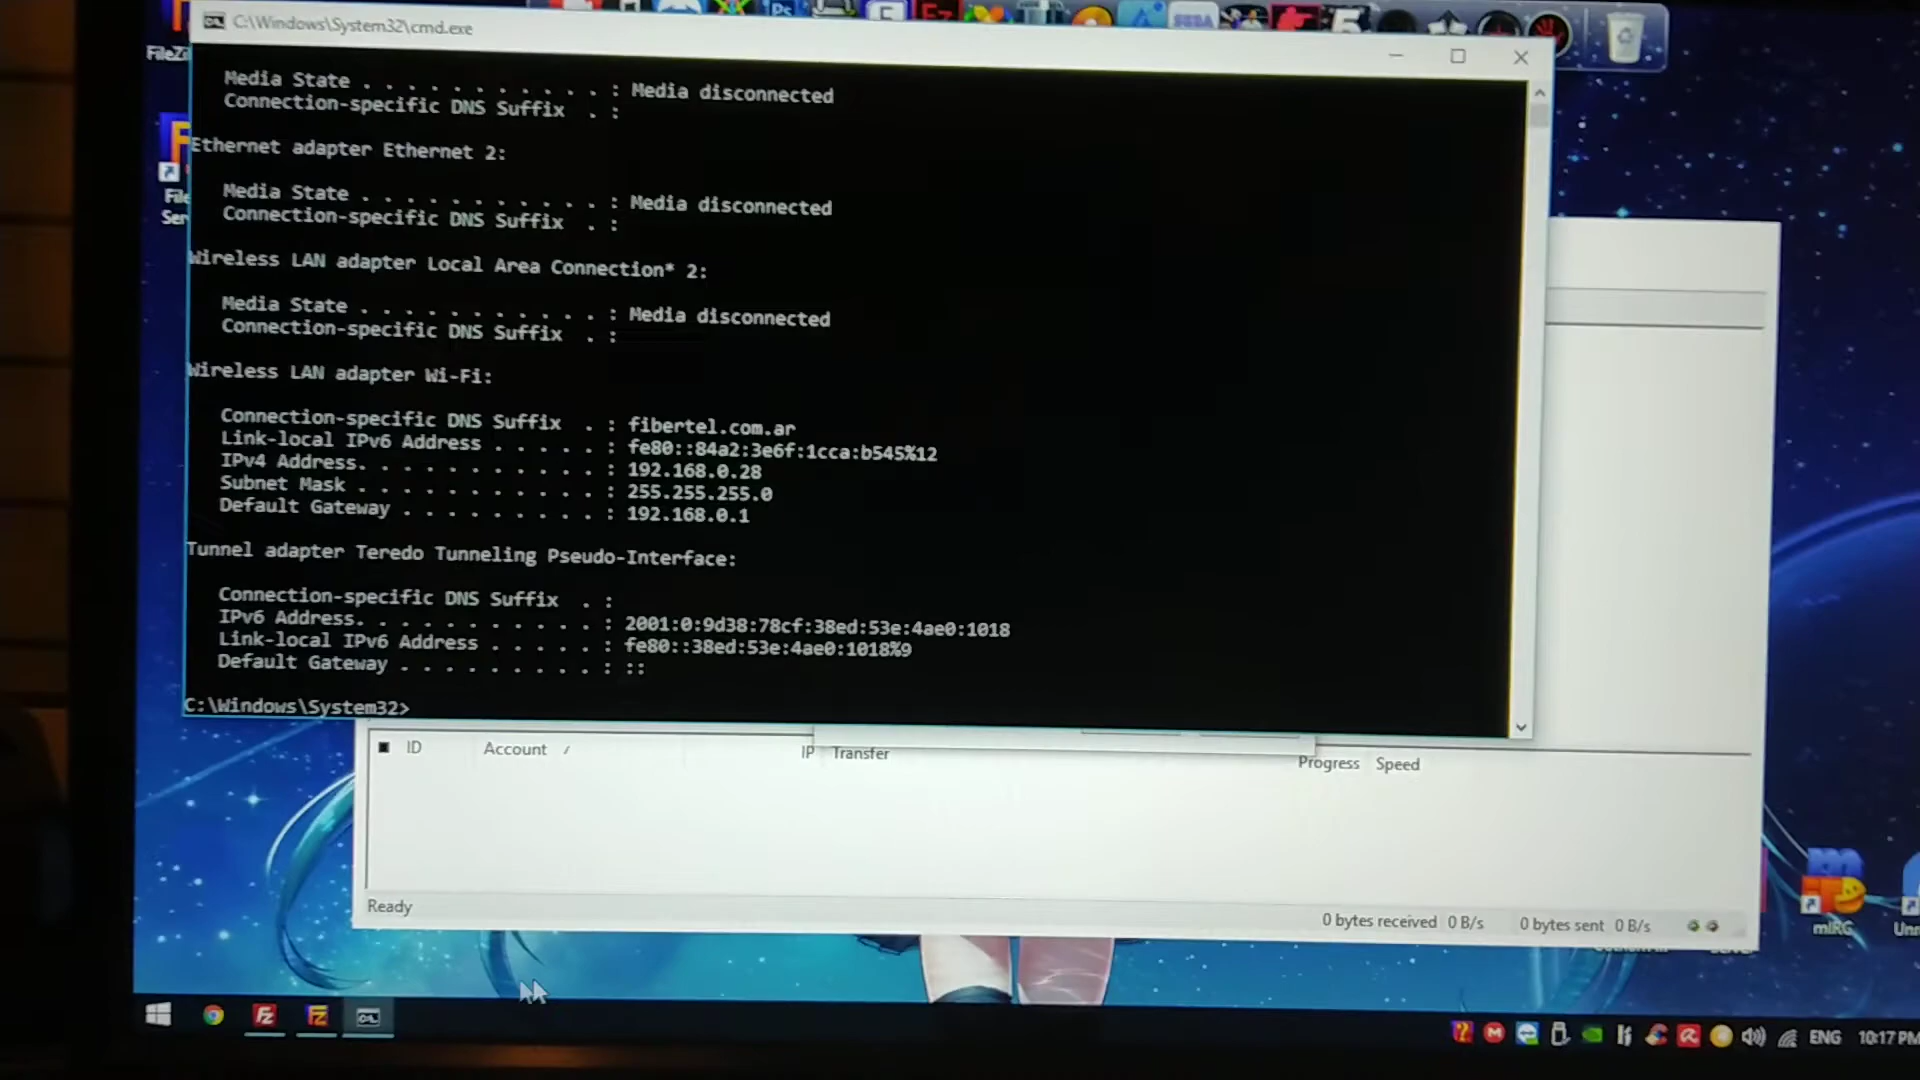 C:\Windows\System32\cmd.exe
Media State . . . . . . . . . . . : Media disconnected
Connection-specific DNS Suffix  . :
Ethernet adapter Ethernet 2:
Media State . . . . . . . . . . . : Media disconnected
Connection-specific DNS Suffix  . :
Wireless LAN adapter Local Area Connection* 2:
Media State . . . . . . . . . . . : Media disconnected
Connection-specific DNS Suffix  . :
Wireless LAN adapter Wi-Fi:
Connection-specific DNS Suffix  . : fibertel.com.ar
Link-local IPv6 Address . . . . . : fe80::84a2:3e6f:1cca:b545%12
IPv4 Address. . . . . . . . . . . : 192.168.0.28
Subnet Mask . . . . . . . . . . . : 255.255.255.0
Default Gateway . . . . . . . . . : 192.168.0.1
Tunnel adapter Teredo Tunneling Pseudo-Interface:
Connection-specific DNS Suffix  . :
IPv6 Address. . . . . . . . . . . : 2001:0:9d38:78cf:38ed:53e:4ae0:1018
Link-local IPv6 Address . . . . . : fe80::38ed:53e:4ae0:1018%9
Default Gateway . . . . . . . . . : ::
C:\Windows\System32>
ID Account / IP Transfer Progress Speed
Ready 0 bytes received 0 B/s 0 bytes sent 0 B/s
mIRC
ENG 10:17 PM
Ps
SEGA